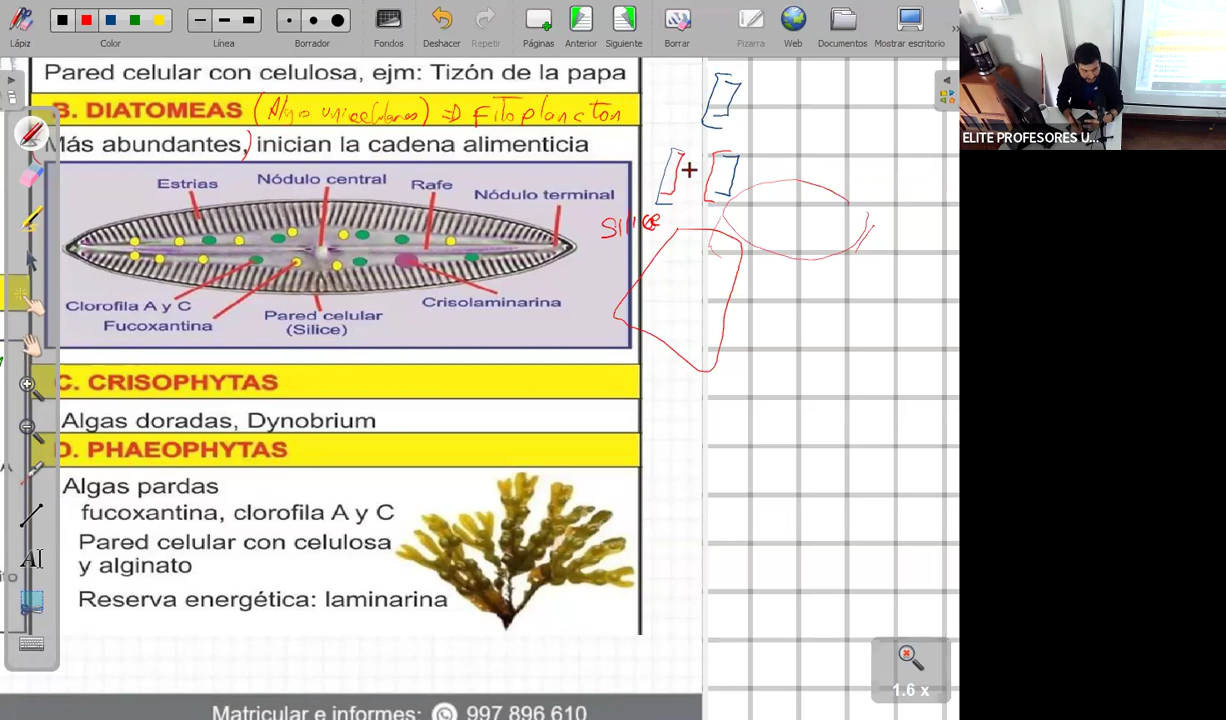 Lápiz
Color
Línea
Borrador
Fondos
Deshacer
Repetir
Páginas
Anterior
Siguiente
Borrar
Pizarra
Web
Documentos
Mostrar escritorio
Pared celular con celulosa, ejm: Tizón de la papa
B. DIATOMEAS (Algas unicelulares) => Fitoplancton
Más abundantes,) inician la cadena alimenticia
Estrias
Nódulo central
Rafe
Nódulo terminal
Clorofila A y C
Fucoxantina
Pared celular
(Silice)
Crisolaminarina
Silice
+
C. CRISOPHYTAS
Algas doradas, Dynobrium
D. PHAEOPHYTAS
Algas pardas
fucoxantina, clorofila A y C
Pared celular con celulosa
y alginato
Reserva energética: laminarina
AI
1.6 x
Matricular e informes: 997 896 610
ELITE PROFESORES U...